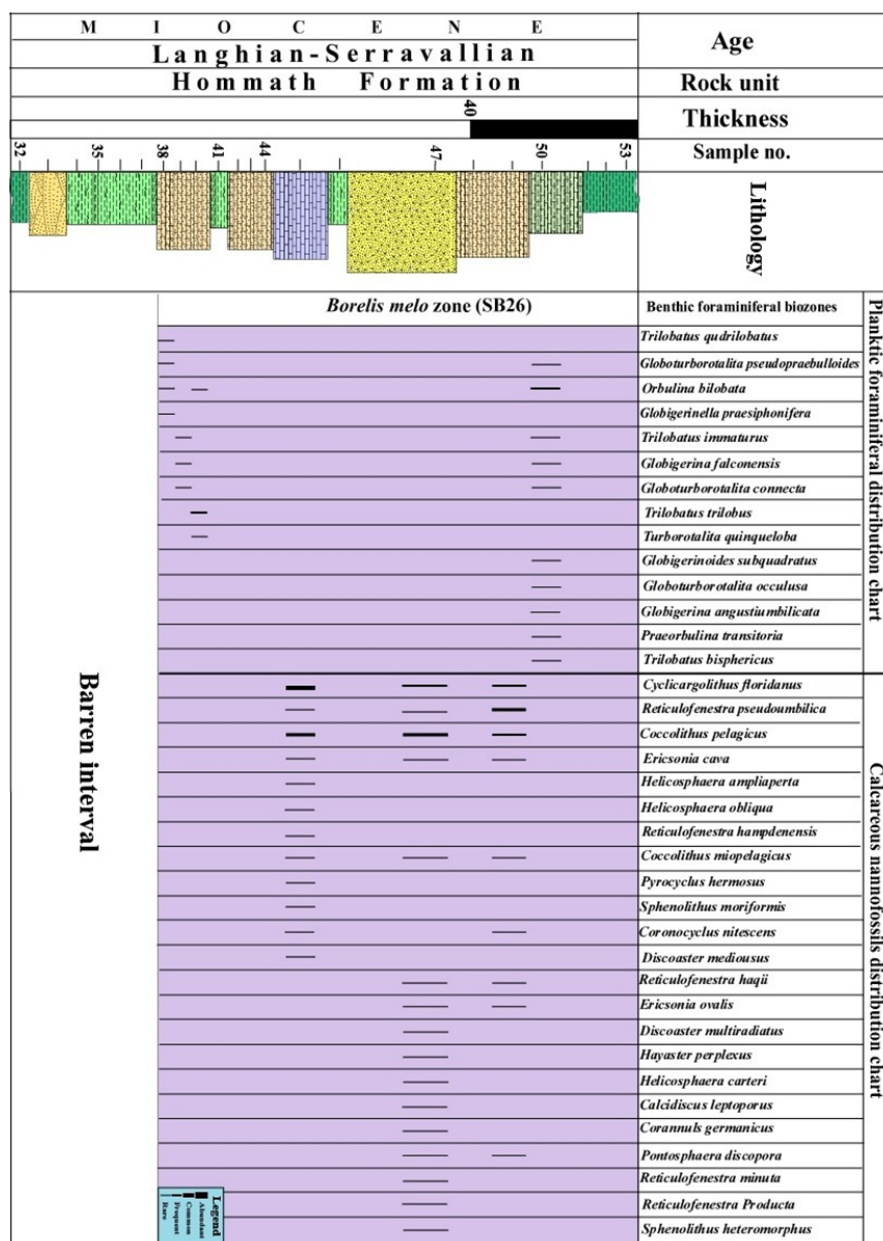 M I O C E N E
Age
Langhian-Serravallian
Hommath Formation
Rock unit
40
Thickness
32 35 38 41 44 47 50 53
Sample no.
Lithology
Borelis melo zone (SB26)
Benthic foraminiferal biozones
Planktic foraminiferal distribution chart
Trilobatus qudrilobatus
Globoturborotalita pseudopraebulloides
Orbulina bilobata
Globigerinella praesiphonifera
Trilobatus immaturus
Globigerina falconensis
Globoturborotalita connecta
Trilobatus trilobus
Turborotalita quinqueloba
Globigerinoides subquadratus
Globoturborotalita occulusa
Globigerina angustiumbilicata
Praeorbulina transitoria
Trilobatus bisphericus
Barren interval
Calcareous nannofossils distribution chart
Cyclicargolithus floridanus
Reticulofenestra pseudoumbilica
Coccolithus pelagicus
Ericsonia cava
Helicosphaera ampliaperta
Helicosphaera obliqua
Reticulofenestra hampdenensis
Coccolithus miopelagicus
Pyrocyclus hermosus
Sphenolithus moriformis
Coronocyclus nitescens
Discoaster mediousus
Reticulofenestra haqii
Ericsonia ovalis
Discoaster multiradiatus
Hayaster perplexus
Helicosphaera carteri
Calcidiscus leptoporus
Corannuls germanicus
Pontosphaera discopora
Reticulofenestra minuta
Reticulofenestra Producta
Sphenolithus heteromorphus
Legend
Abundant
Common
Frequent
Rare